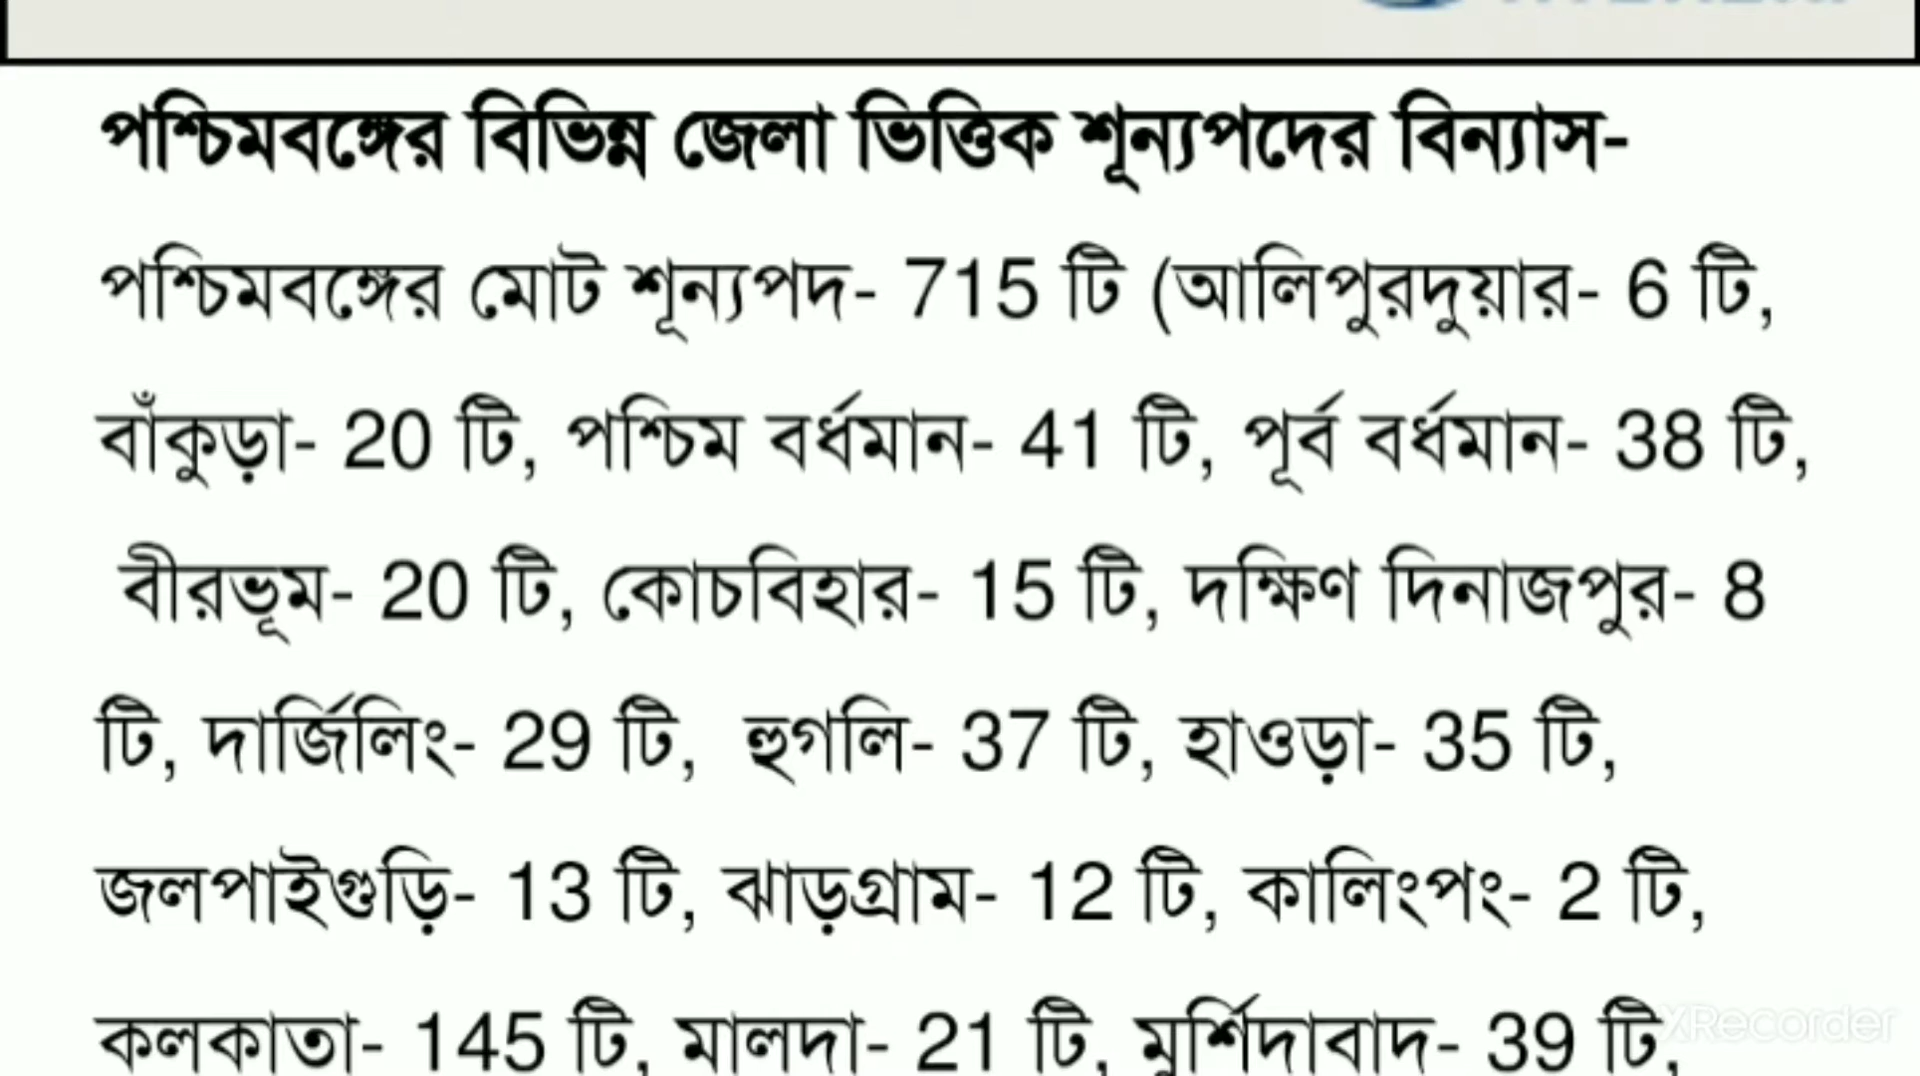 পশ্চিমবঙ্গের বিভিন্ন জেলা ভিত্তিক শূন্যপদের বিন্যাস-
পশ্চিমবঙ্গের মোট শূন্যপদ- 715 টি (আলিপুরদুয়ার- 6 টি,
বাঁকুড়া- 20 টি, পশ্চিম বর্ধমান- 41 টি, পূর্ব বর্ধমান- 38 টি,
বীরভূম- 20 টি, কোচবিহার- 15 টি, দক্ষিণ দিনাজপুর- 8
টি, দার্জিলিং- 29 টি, হুগলি- 37 টি, হাওড়া- 35 টি,
জলপাইগুড়ি- 13 টি, ঝাড়গ্রাম- 12 টি, কালিংপং- 2 টি,
কলকাতা- 145 টি, মালদা- 21 টি, মুর্শিদাবাদ- 39 টি,
XRecorder